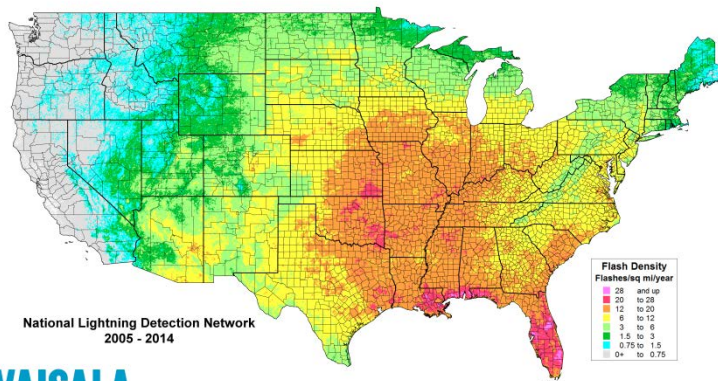 National Lightning Detection Network
2005 - 2014
Flash Density
Flashes/sq mi/year
28 and up
20 to 28
12 to 20
6 to 12
3 to 6
1.5 to 3
0.75 to 1.5
0+ to 0.75
VAISALA